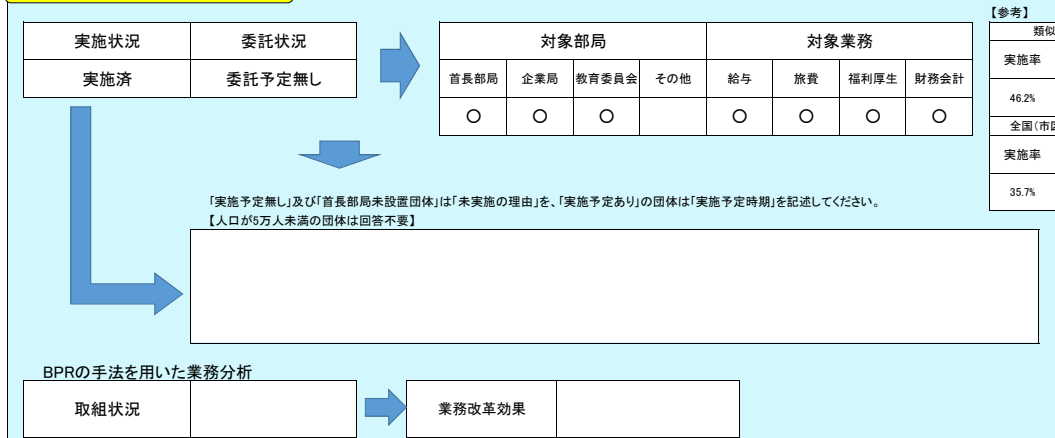 【参考】
実施状況 委託状況 対象部局 対象業務 類似
実施済 委託予定無し 首長部局 企業局 教育委員会 その他 給与 旅費 福利厚生 財務会計 実施率
○ ○ ○ ○ ○ ○ ○ 46.2%
全国(市区
実施率
35.7%
「実施予定無し」及び「首長部局未設置団体」は「未実施の理由」を、「実施予定あり」の団体は「実施予定時期」を記述してください。
【人口が5万人未満の団体は回答不要】
BPRの手法を用いた業務分析
取組状況 業務改革効果